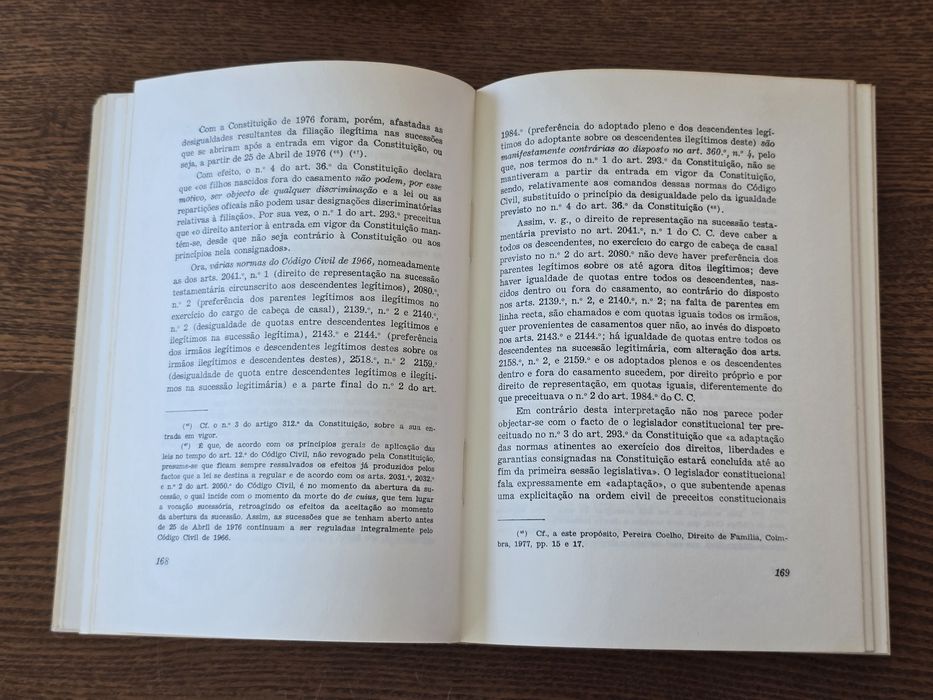 Com a Constituição de 1976 foram, porém, afastadas as
desigualdades resultantes da filiação ilegítima nas sucessões
que se abriram após a entrada em vigor da Constituição, ou
seja, a partir de 25 de Abril de 1976 (⁴⁶) (⁴⁷).
Com efeito, o n.º 4 do art. 36.º da Constituição declara
que «os filhos nascidos fora do casamento não podem, por esse
motivo, ser objecto de qualquer discriminação e a lei ou as
repartições oficiais não podem usar designações discriminatórias
relativas à filiação». Por sua vez, o n.º 1 do art. 293.º preceitua
que «o direito anterior à entrada em vigor da Constituição man-
têm-se, desde que não seja contrário à Constituição ou aos
princípios nela consignados».
Ora, várias normas do Código Civil de 1966, nomeadamente
as dos arts. 2041.º, n.º 1 (direito de representação na sucessão
testamentária circunscrito aos descendentes legítimos), 2080.º,
n.º 2 (preferência dos parentes legítimos aos ilegítimos no
exercício do cargo de cabeça de casal), 2139.º, n.º 2 e 2140.º,
n.º 2 (desigualdade de quotas entre descendentes legítimos e
ilegítimos na sucessão legítima), 2143.º e 2144.º (preferência
dos irmãos legítimos e descendentes legítimos destes sobre os
irmãos ilegítimos e descendentes destes), 2518.º, n.º 2 2159.º
(desigualdade de quota entre descendentes legítimos e ilegíti-
mos na sucessão legitimária) e a parte final do n.º 2 do art.
Cf. o n.º 3 do artigo 312.º da Constituição, sobre a sua en-
trada em vigor.
É que, de acordo com os princípios gerais de aplicação das
leis no tempo do art. 12.º do Código Civil, não revogado pela Constituição,
presume-se que ficam sempre ressalvados os efeitos já produzidos pelos
factos que a lei se destina a regular e de acordo com os arts. 2031.º, 2032.º
e n.º 2 do art. 2050.º do Código Civil, é no momento da abertura da su-
cessão, o qual incide com o momento da morte do de cuius, que tem lugar
a vocação sucessória, retroagindo os efeitos da aceitação ao momento
da abertura da sucessão. Assim, as sucessões que se tenham aberto antes
de 25 de Abril de 1976 continuam a ser reguladas integralmente pelo
Código Civil de 1966.
168
1984.º (preferência do adoptado pleno e dos descendentes legí-
timos do adoptante sobre os descendentes ilegítimos deste) são
manifestamente contrárias ao disposto no art. 360.º, n.º 4, pelo
que, nos termos do n.º 1 do art. 293.º da Constituição, não se
mantiveram a partir da entrada em vigor da Constituição,
sendo, relativamente aos comandos dessas normas do Código
Civil, substituído o princípio da desigualdade pelo da igualdade
previsto no n.º 4 do art. 36.º da Constituição (⁴⁸).
Assim, v. g., o direito de representação na sucessão testa-
mentária previsto no art. 2041.º, n.º 1 do C. C. deve caber a
todos os descendentes, no exercício do cargo de cabeça de casal
previsto no n.º 2 do art. 2080.º não deve haver preferência dos
parentes legítimos sobre os até agora ditos ilegítimos; deve
haver igualdade de quotas entre todos os descendentes, nas-
cidos dentro ou fora do casamento, ao contrário do disposto
nos arts. 2139.º, n.º 2, e 2140.º, n.º 2; na falta de parentes em
linha recta, são chamados e com quotas iguais todos os irmãos,
quer provenientes de casamentos quer não, ao invés do disposto
nos arts. 2143.º e 2144.º; há igualdade de quotas entre todos os
descendentes na sucessão legitimária, com alteração dos arts.
2158.º, n.º 2, e 2159.º e os adoptados plenos e os descendentes
dentro e fora do casamento sucedem, por direito próprio e por
direito de representação, em quotas iguais, diferentemente do
que preceituava o n.º 2 do art. 1984.º do C. C.
Em contrário desta interpretação não nos parece poder
objectar-se com o facto de o legislador constitucional ter pre-
ceituado no n.º 3 do art. 293.º da Constituição que «a adaptação
das normas atinentes ao exercício dos direitos, liberdades e
garantias consignadas na Constituição estará concluída até ao
fim da primeira sessão legislativa». O legislador constitucional
fala expressamente em «adaptação», o que subentende apenas
uma explicitação na ordem civil de preceitos constitucionais
(⁴⁸) Cf., a este propósito, Pereira Coelho, Direito de Família, Coim-
bra, 1977, pp. 15 e 17.
169